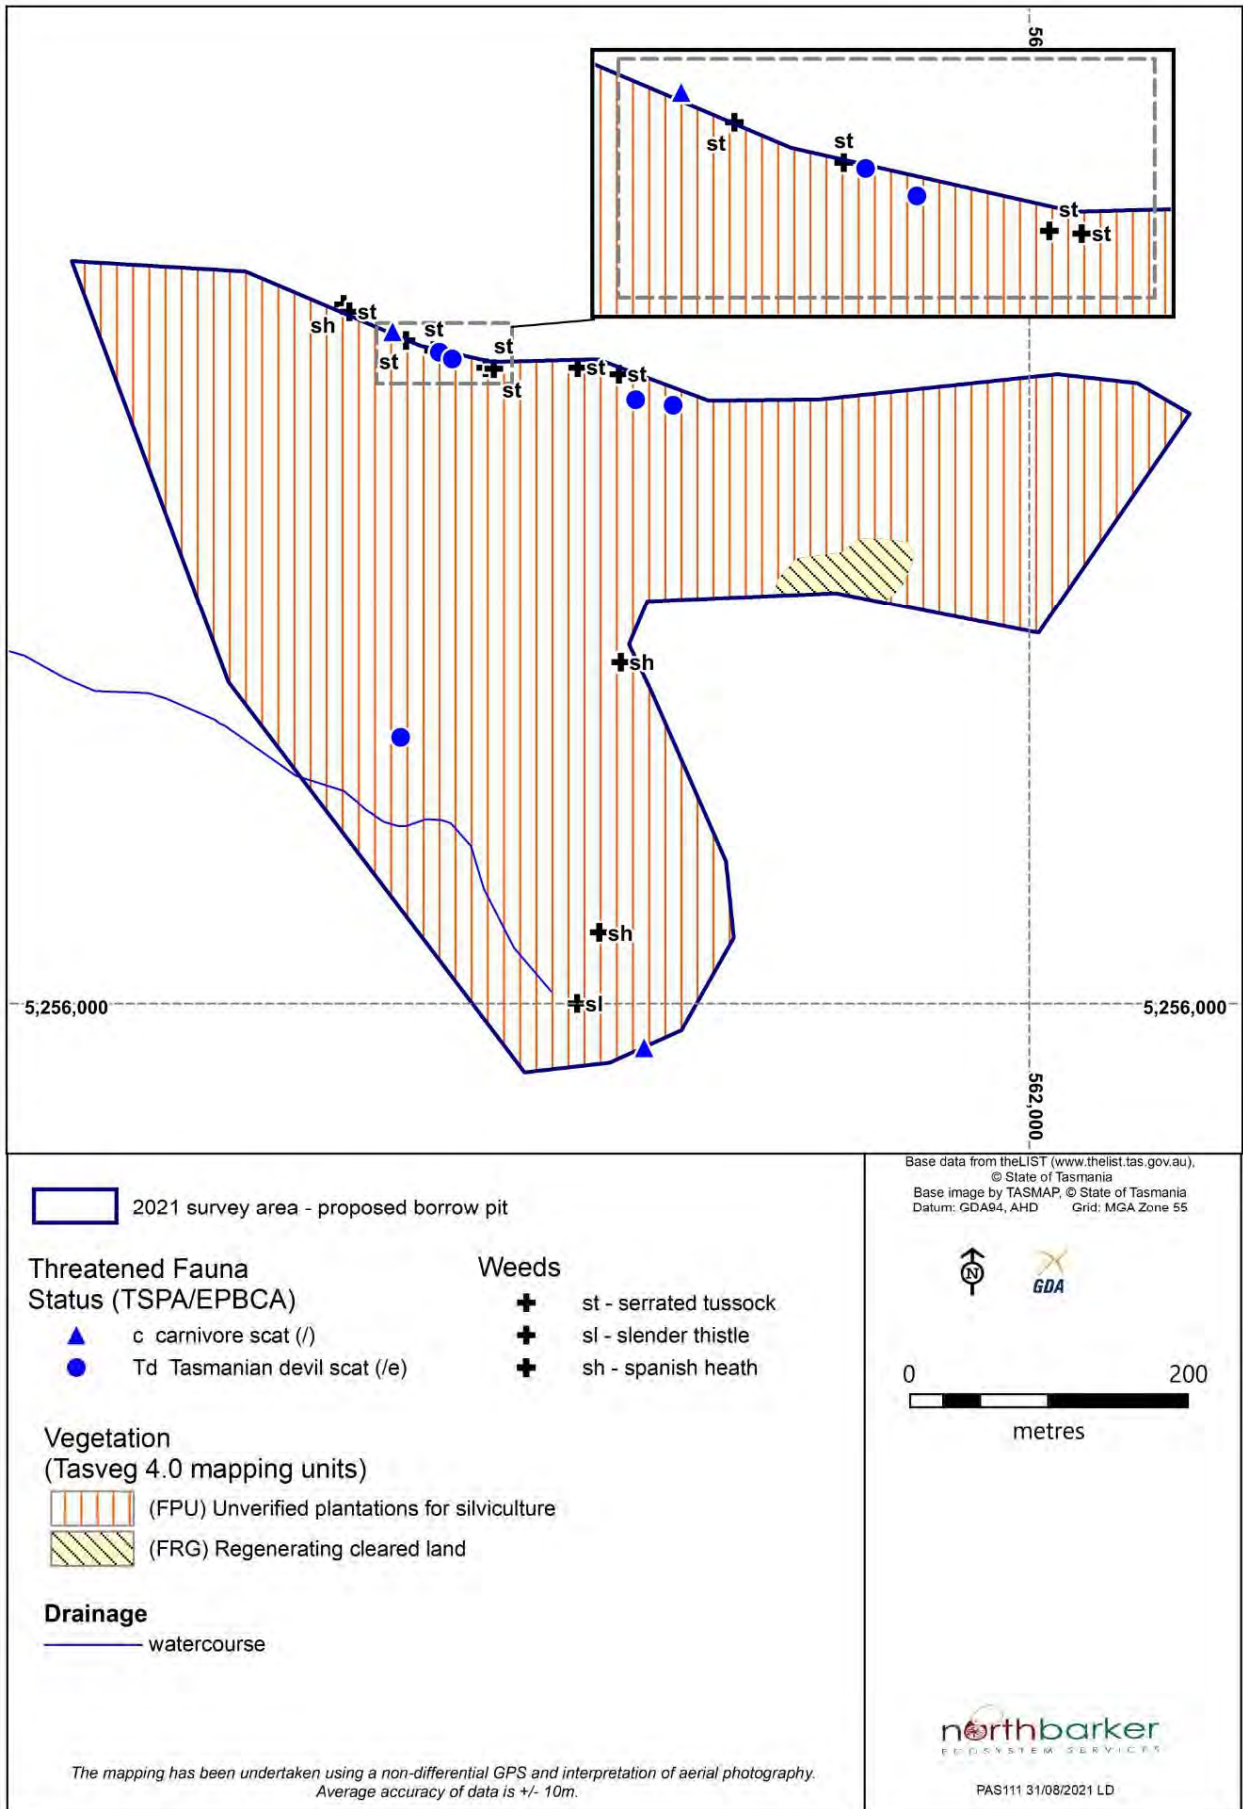 56
st
st
st
st
sh
st
st
st
st
st
st
st
sh
sh
sl
5,256,000
5,256,000
562,000
2021 survey area - proposed borrow pit
Threatened Fauna
Status (TSPA/EPBCA)
c carnivore scat (/)
Td Tasmanian devil scat (/e)
Weeds
st - serrated tussock
sl - slender thistle
sh - spanish heath
Vegetation
(Tasveg 4.0 mapping units)
(FPU) Unverified plantations for silviculture
(FRG) Regenerating cleared land
Drainage
watercourse
The mapping has been undertaken using a non-differential GPS and interpretation of aerial photography.
Average accuracy of data is +/- 10m.
Base data from theLIST (www.thelist.tas.gov.au),
© State of Tasmania
Base image by TASMAP, © State of Tasmania
Datum: GDA94, AHD Grid: MGA Zone 55
N
GDA
0 200
metres
northbarker
ECOSYSTEM SERVICES
PAS111 31/08/2021 LD